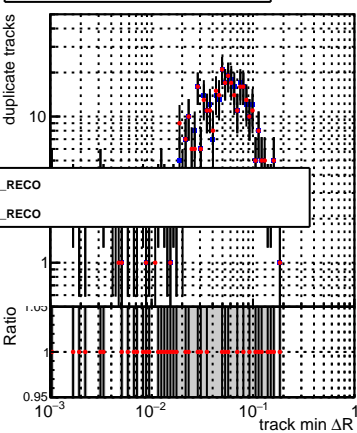 duplicate tracks
10
_RECO
_RECO
1
Ratio
1.05
1
0.95
10⁻³ 10⁻² 10⁻¹ 1
track min ΔR